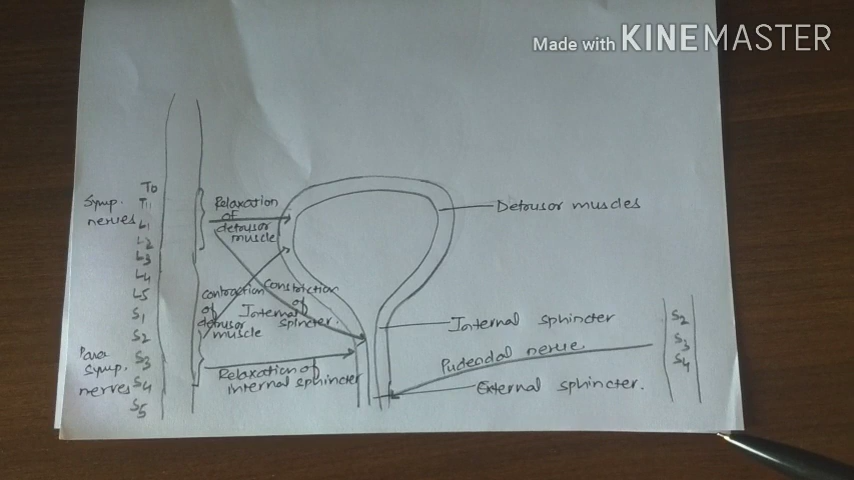 Made with KINEMASTER
T10
T11
L1
L2
L3
L4
L5
S1
S2
S3
S4
S5
Symp.
nerves
Para
Symp.
nerves
Relaxation
of
detrusor
muscle
contraction
of
detrusor
muscle
Constriction
of
Internal
spincter.
Relaxation of
internal sphincter
Detrusor muscles
Internal sphincter
Pudendal nerve.
External sphincter.
S2
S3
S4